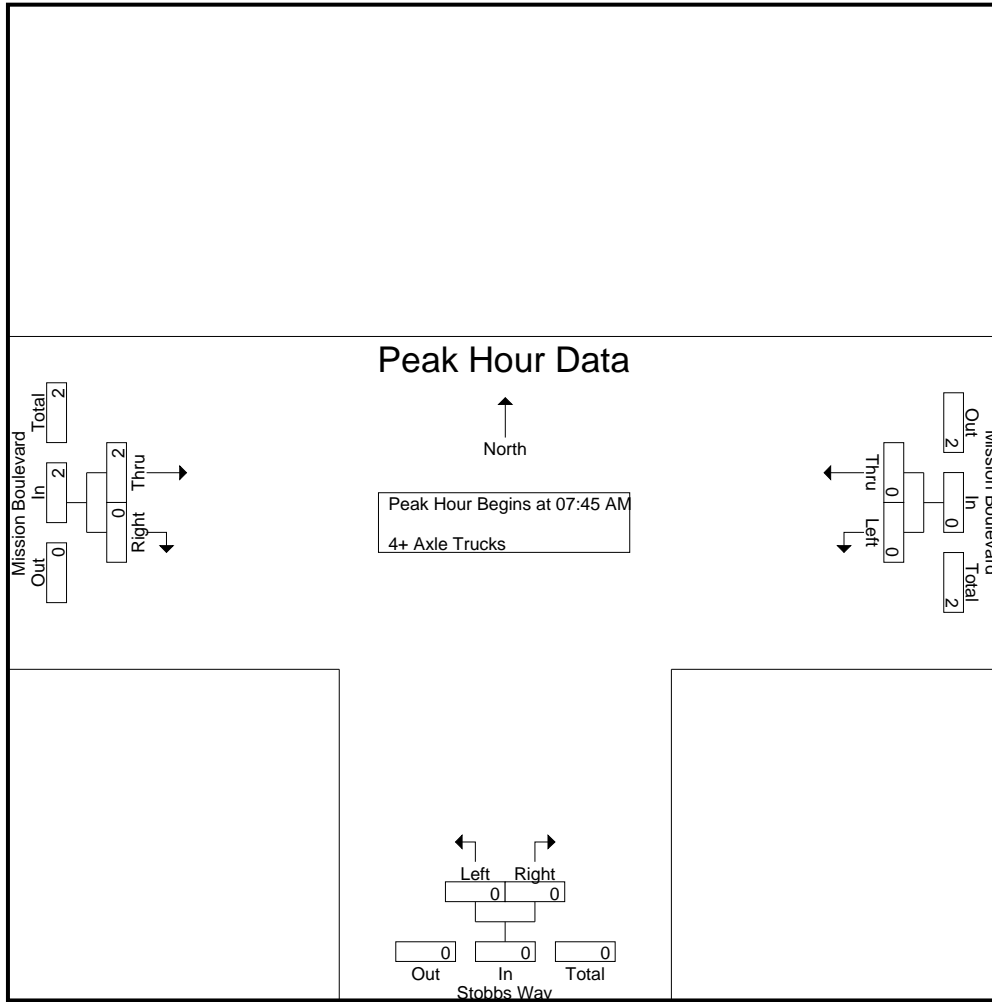 Peak Hour Data
North
Peak Hour Begins at 07:45 AM
4+ Axle Trucks
Mission Boulevard
Out
In
Total
0
2
2
Right
Thru
0
2
Mission Boulevard
Out
In
Total
2
0
2
Thru
Left
0
0
Left
Right
0
0
0
0
0
Out
In
Total
Stobbs Way